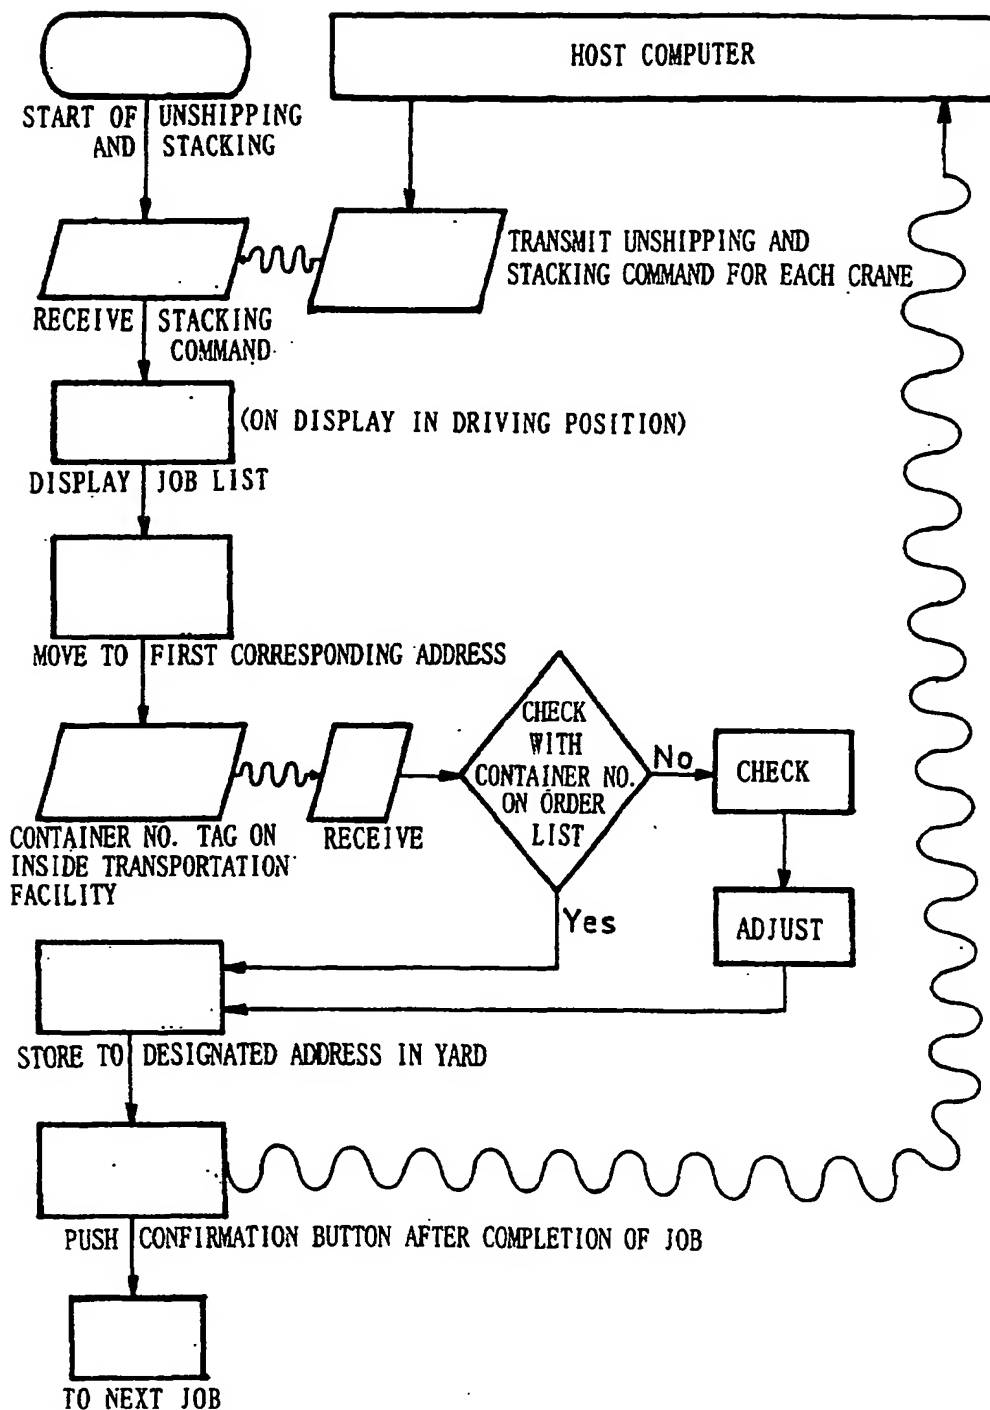 HOST COMPUTER
START OF UNSHIPPING
AND STACKING
TRANSMIT UNSHIPPING AND
STACKING COMMAND FOR EACH CRANE
RECEIVE STACKING
COMMAND
(ON DISPLAY IN DRIVING POSITION)
DISPLAY JOB LIST
MOVE TO FIRST CORRESPONDING ADDRESS
CONTAINER NO. TAG ON
INSIDE TRANSPORTATION
FACILITY
RECEIVE
CHECK
WITH
CONTAINER NO.
ON ORDER
LIST
No
CHECK
Yes
ADJUST
STORE TO DESIGNATED ADDRESS IN YARD
PUSH CONFIRMATION BUTTON AFTER COMPLETION OF JOB
TO NEXT JOB